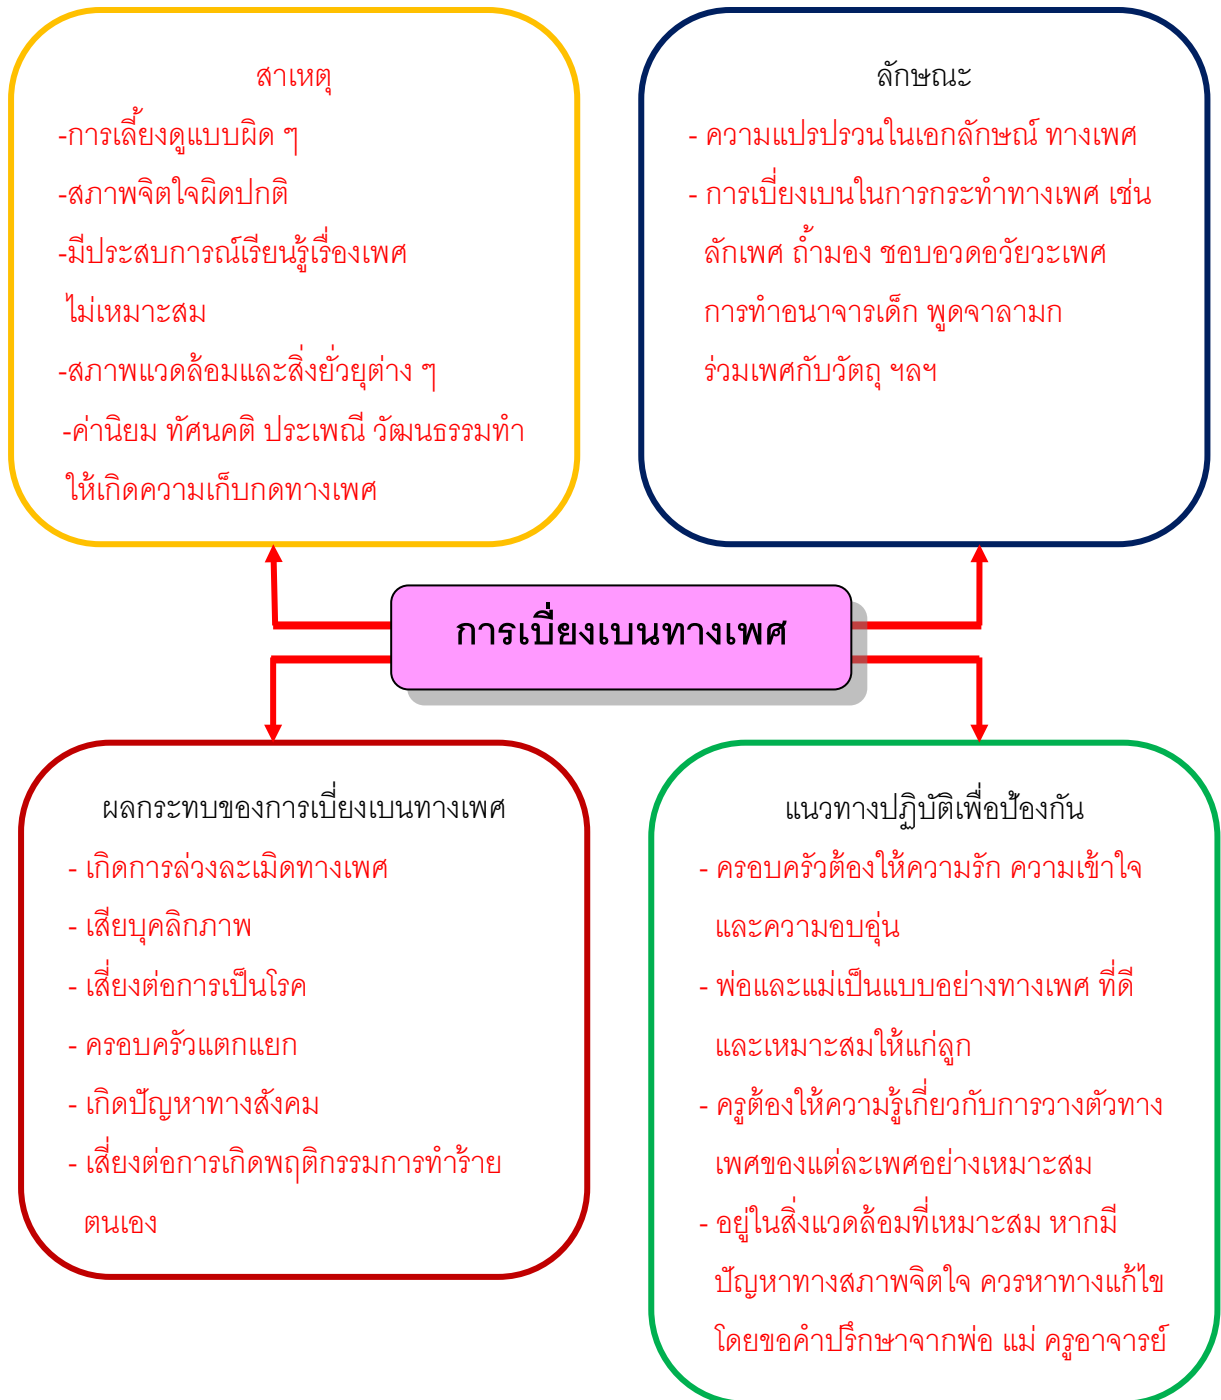 สาเหตุ
-การเลี้ยงดูแบบผิด ๆ
-สภาพจิตใจผิดปกติ
-มีประสบการณ์เรียนรู้เรื่องเพศ
ไม่เหมาะสม
-สภาพแวดล้อมและสิ่งยั่วยุต่าง ๆ
-ค่านิยม ทัศนคติ ประเพณี วัฒนธรรมทำ
ให้เกิดความเก็บกดทางเพศ
ลักษณะ
- ความแปรปรวนในเอกลักษณ์ ทางเพศ
- การเบี่ยงเบนในการกระทำทางเพศ เช่น
ลักเพศ ถ้ำมอง ชอบอวดอวัยวะเพศ
การทำอนาจารเด็ก พูดจาลามก
ร่วมเพศกับวัตถุ ฯลฯ
การเบี่ยงเบนทางเพศ
ผลกระทบของการเบี่ยงเบนทางเพศ
- เกิดการล่วงละเมิดทางเพศ
- เสียบุคลิกภาพ
- เสี่ยงต่อการเป็นโรค
- ครอบครัวแตกแยก
- เกิดปัญหาทางสังคม
- เสี่ยงต่อการเกิดพฤติกรรมการทำร้าย
ตนเอง
แนวทางปฏิบัติเพื่อป้องกัน
- ครอบครัวต้องให้ความรัก ความเข้าใจ
และความอบอุ่น
- พ่อและแม่เป็นแบบอย่างทางเพศ ที่ดี
และเหมาะสมให้แก่ลูก
- ครูต้องให้ความรู้เกี่ยวกับการวางตัวทาง
เพศของแต่ละเพศอย่างเหมาะสม
- อยู่ในสิ่งแวดล้อมที่เหมาะสม หากมี
ปัญหาทางสภาพจิตใจ ควรหาทางแก้ไข
โดยขอคำปรึกษาจากพ่อ แม่ ครูอาจารย์